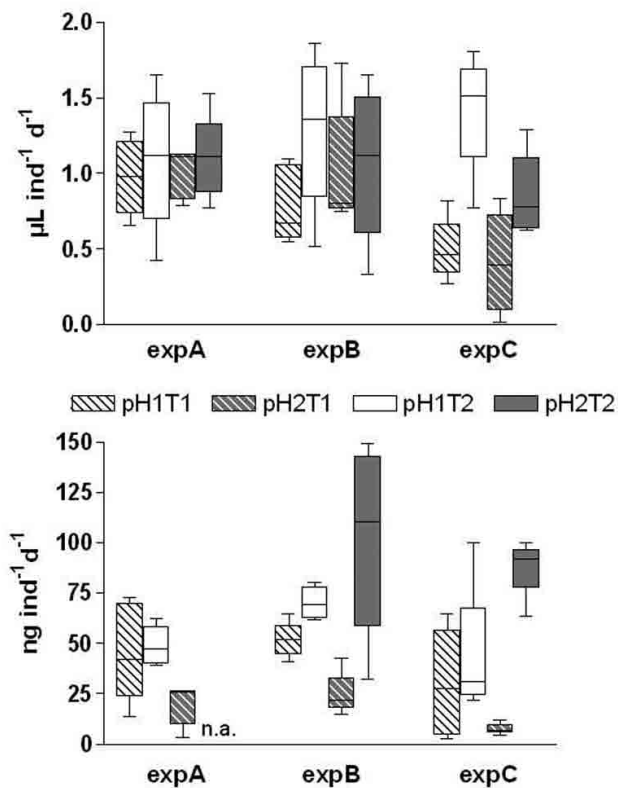 2.0
1.5
1.0
0.5
0.0
µL ind⁻¹ d⁻¹
expA expB expC
pH1T1 pH2T1 pH1T2 pH2T2
150
125
100
75
50
25
0
ng ind⁻¹d⁻¹
n.a.
expA expB expC